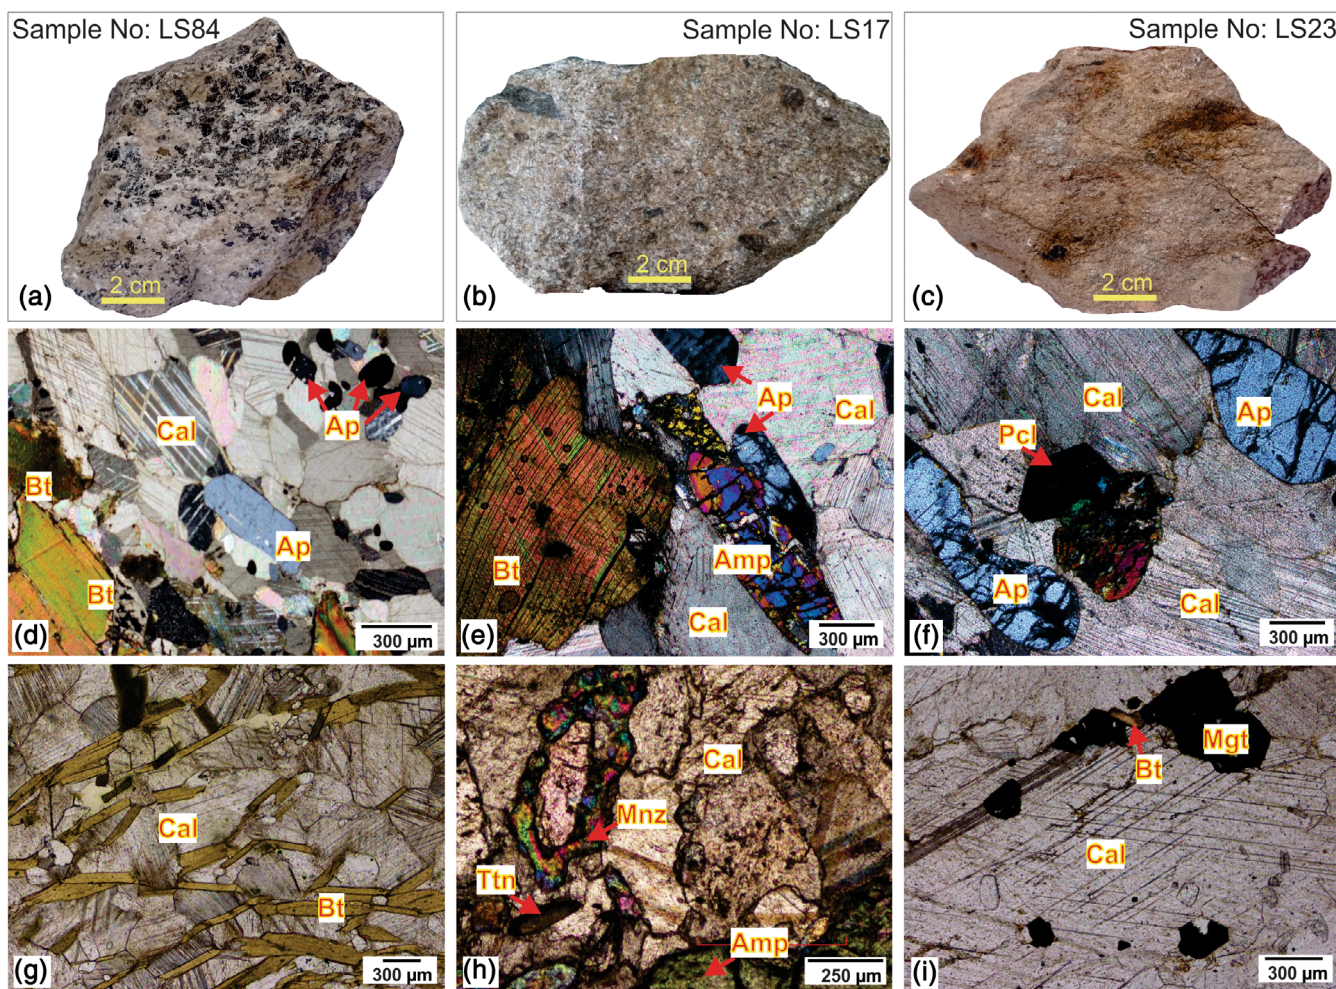 Sample No: LS84
2 cm
(a)
Sample No: LS17
2 cm
(b)
Sample No: LS23
2 cm
(c)
Cal
Ap
Bt
Ap
Bt
300 µm
(d)
Ap
Cal
Bt
Amp
Cal
300 µm
(e)
Cal
Ap
Pcl
Ap
Cal
300 µm
(f)
Cal
Bt
300 µm
(g)
Cal
Mnz
Ttn
Amp
250 µm
(h)
Mgt
Bt
Cal
300 µm
(i)